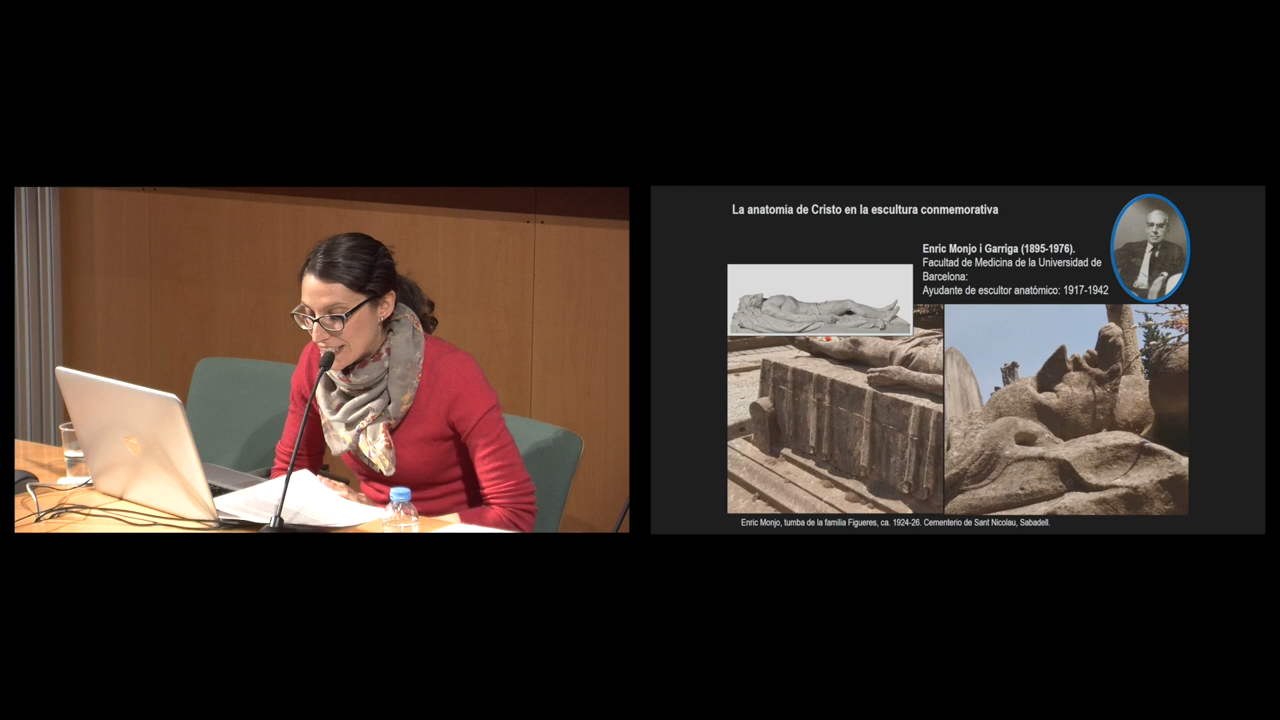 La anatomia de Cristo en la escultura conmemorativa
Enric Monjo i Garriga (1895-1976).
Facultad de Medicina de la Universidad de
Barcelona:
Ayudante de escultor anatómico: 1917-1942
Enric Monjo, tumba de la familia Figueres, ca. 1924-26. Cementerio de Sant Nicolau, Sabadell.